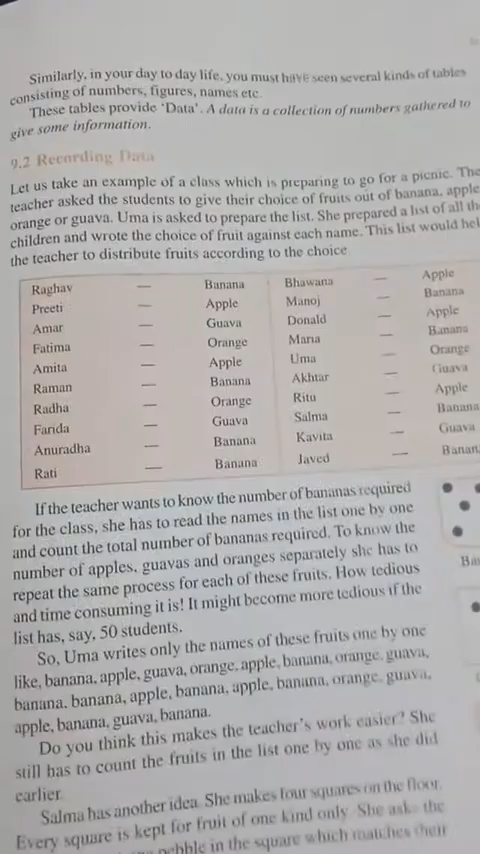 Similarly, in your day to day life, you must have seen several kinds of tables
consisting of numbers, figures, names etc.
These tables provide 'Data'. A data is a collection of numbers gathered to
give some information.
9.2 Recording Data
Let us take an example of a class which is preparing to go for a picnic. The
teacher asked the students to give their choice of fruits out of banana, apple
orange or guava. Uma is asked to prepare the list. She prepared a list of all
children and wrote the choice of fruit against each name. This list would
the teacher to distribute fruits according to the choice
Raghav — Banana Bhawana — Apple
Preeti — Apple Manoj — Banana
Amar — Guava Donald — Apple
Fatima — Orange Maria — Banana
Amita — Apple Uma — Orange
Raman — Banana Akhtar — Guava
Radha — Orange Ritu — Apple
Farida — Guava Salma — Banana
Anuradha — Banana Kavita — Guava
Rati — Banana Javed —
If the teacher wants to know the number of bananas required
for the class, she has to read the names in the list one by one
and count the total number of bananas required. To know the
number of apples, guavas and oranges separately she has to
repeat the same process for each of these fruits. How tedious
and time consuming it is! It might become more tedious if the
list has, say, 50 students.
So, Uma writes only the names of these fruits one by one
like, banana, apple, guava, orange, apple, banana, orange, guava,
banana, banana, apple, banana, apple, banana, orange, guava,
apple, banana, guava, banana.
Do you think this makes the teacher's work easier? She
still has to count the fruits in the list one by one as she did
earlier.
Salma has another idea. She makes four squares on the floor.
Every square is kept for fruit of one kind only. She asks the
pebble in the square which matches their